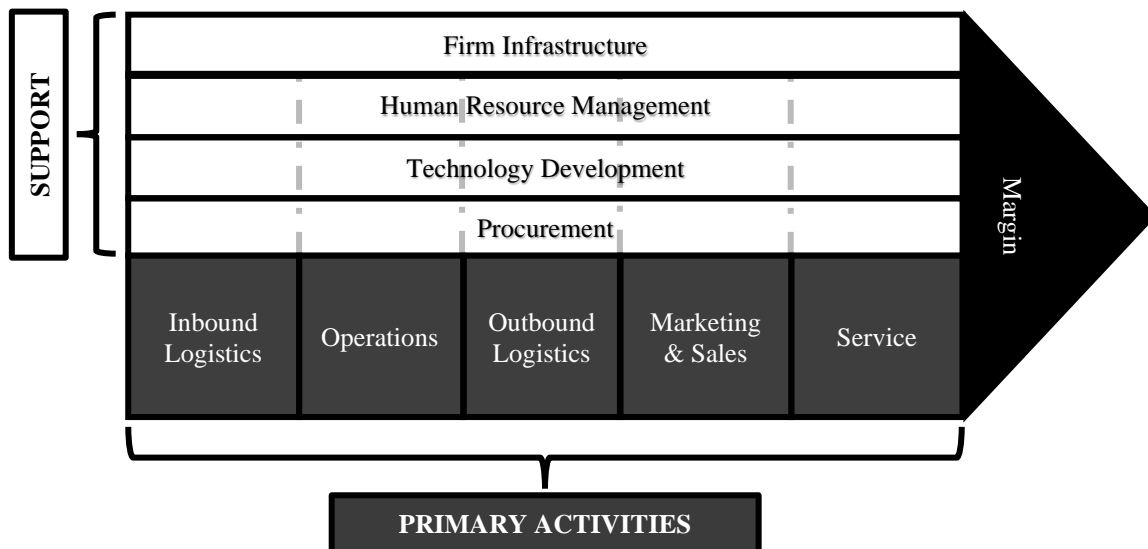 SUPPORT
Firm Infrastructure
Human Resource Management
Technology Development
Procurement
Inbound
Logistics
Operations
Outbound
Logistics
Marketing
& Sales
Service
Margin
PRIMARY ACTIVITIES